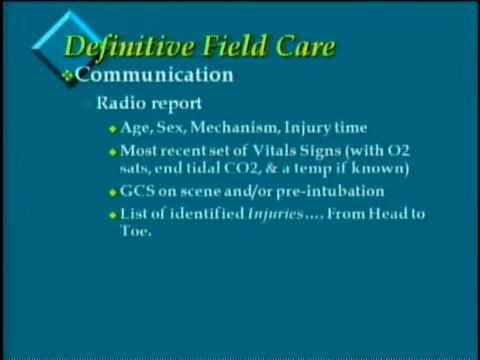 Definitive Field Care
Communication
– Radio report
Age, Sex, Mechanism, Injury time
Most recent set of Vitals Signs (with O2
sats, end tidal CO2, & a temp if known)
GCS on scene and/or pre-intubation
List of identified Injuries…. From Head to
Toe.